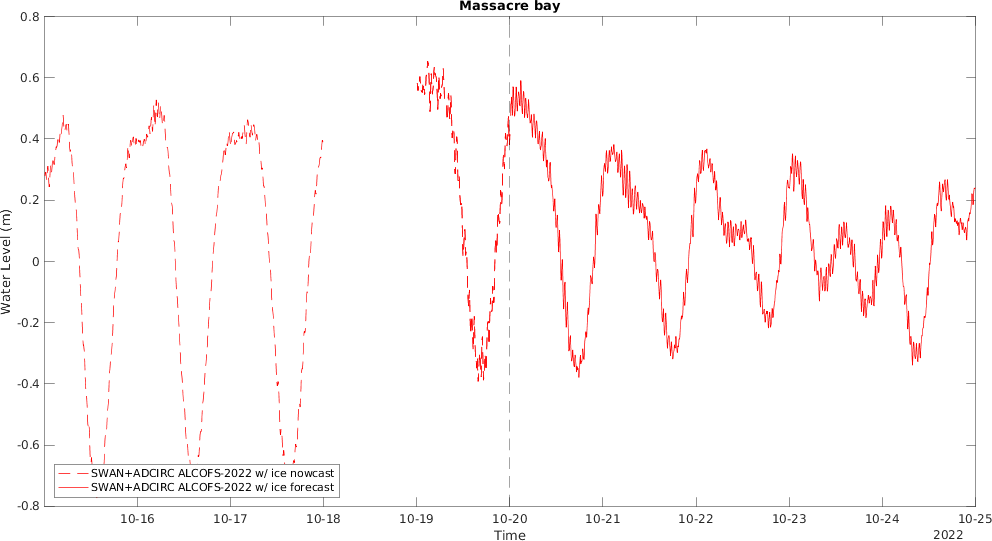 Massacre bay
0.8
0.6
0.4
0.2
0
-0.2
-0.4
-0.6
-0.8
Water Level (m)
SWAN+ADCIRC ALCOFS-2022 w/ ice nowcast
SWAN+ADCIRC ALCOFS-2022 w/ ice forecast
10-16 10-17 10-18 10-19 10-20 10-21 10-22 10-23 10-24 10-25
Time
2022